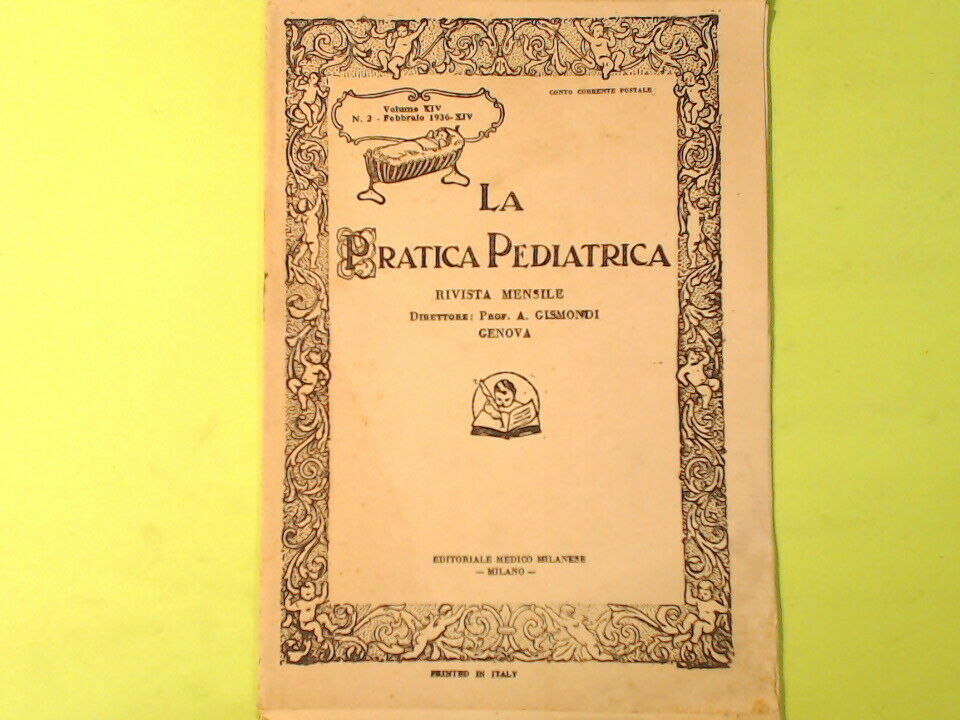 CONTO CORRENTE POSTALE
Volume XIV
N. 2 - Febbraio 1936-XIV
LA
PRATICA PEDIATRICA
RIVISTA MENSILE
DIRETTORE: PROF. A. GISMONDI
GENOVA
EDITORIALE MEDICO MILANESE
— MILANO —
PRINTED IN ITALY